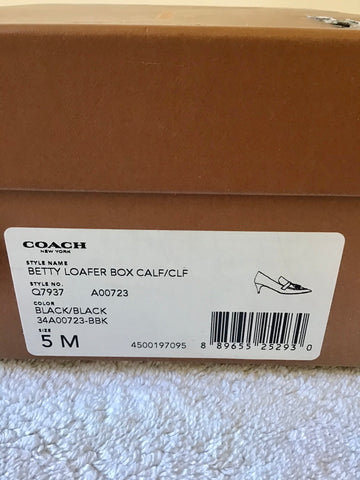 COACH
NEW YORK
STYLE NAME
BETTY LOAFER BOX CALF/CLF
STYLE NO.
Q7937 A00723
COLOR
BLACK/BLACK
34A00723-BBK
SIZE
5 M
4500197095
8 89655 25293 0